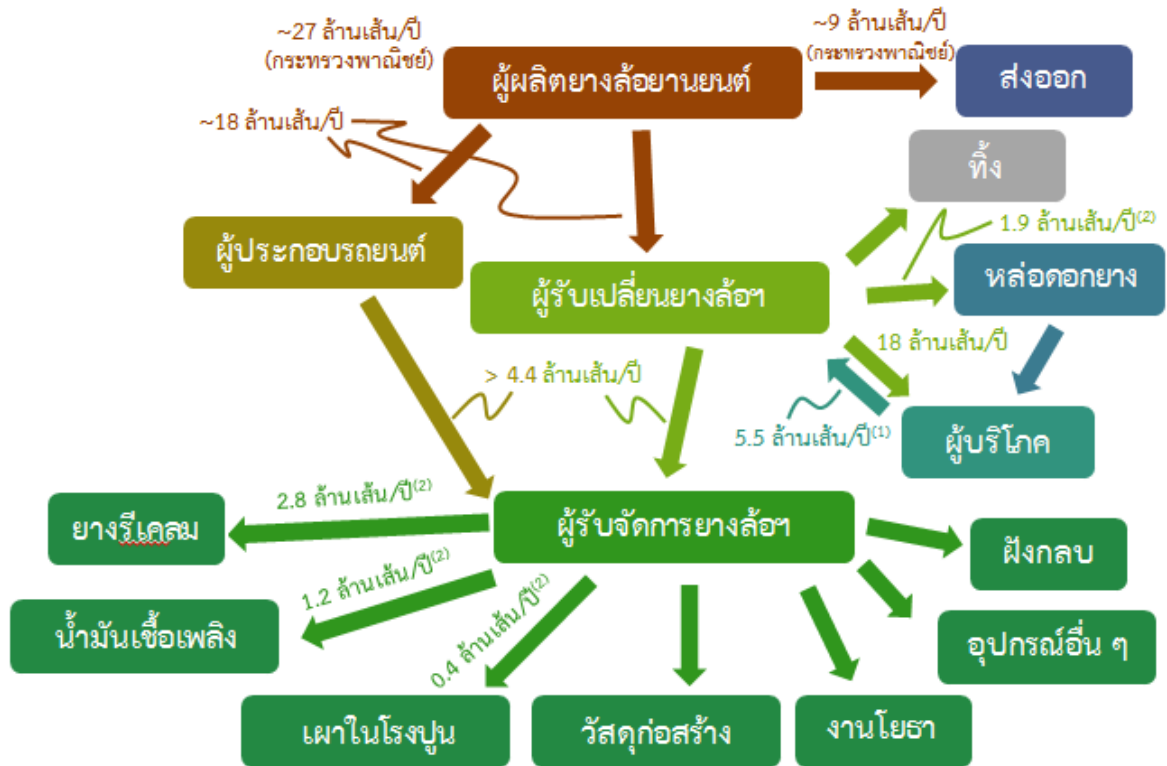 ~27 ล้านเส้น/ปี
(กระทรวงพาณิชย์)
ผู้ผลิตยางล้อยานยนต์
~9 ล้านเส้น/ปี
(กระทรวงพาณิชย์)
ส่งออก
~18 ล้านเส้น/ปี
ทิ้ง
ผู้ประกอบรถยนต์
1.9 ล้านเส้น/ปี(2)
ผู้รับเปลี่ยนยางล้อฯ
หล่อดอกยาง
18 ล้านเส้น/ปี
> 4.4 ล้านเส้น/ปี
5.5 ล้านเส้น/ปี(1)
ผู้บริโภค
2.8 ล้านเส้น/ปี(2)
ยางรีเคลม
ผู้รับจัดการยางล้อฯ
ฝังกลบ
1.2 ล้านเส้น/ปี(2)
น้ำมันเชื้อเพลิง
0.4 ล้านเส้น/ปี(2)
อุปกรณ์อื่น ๆ
เผาในโรงปูน
วัสดุก่อสร้าง
งานโยธา